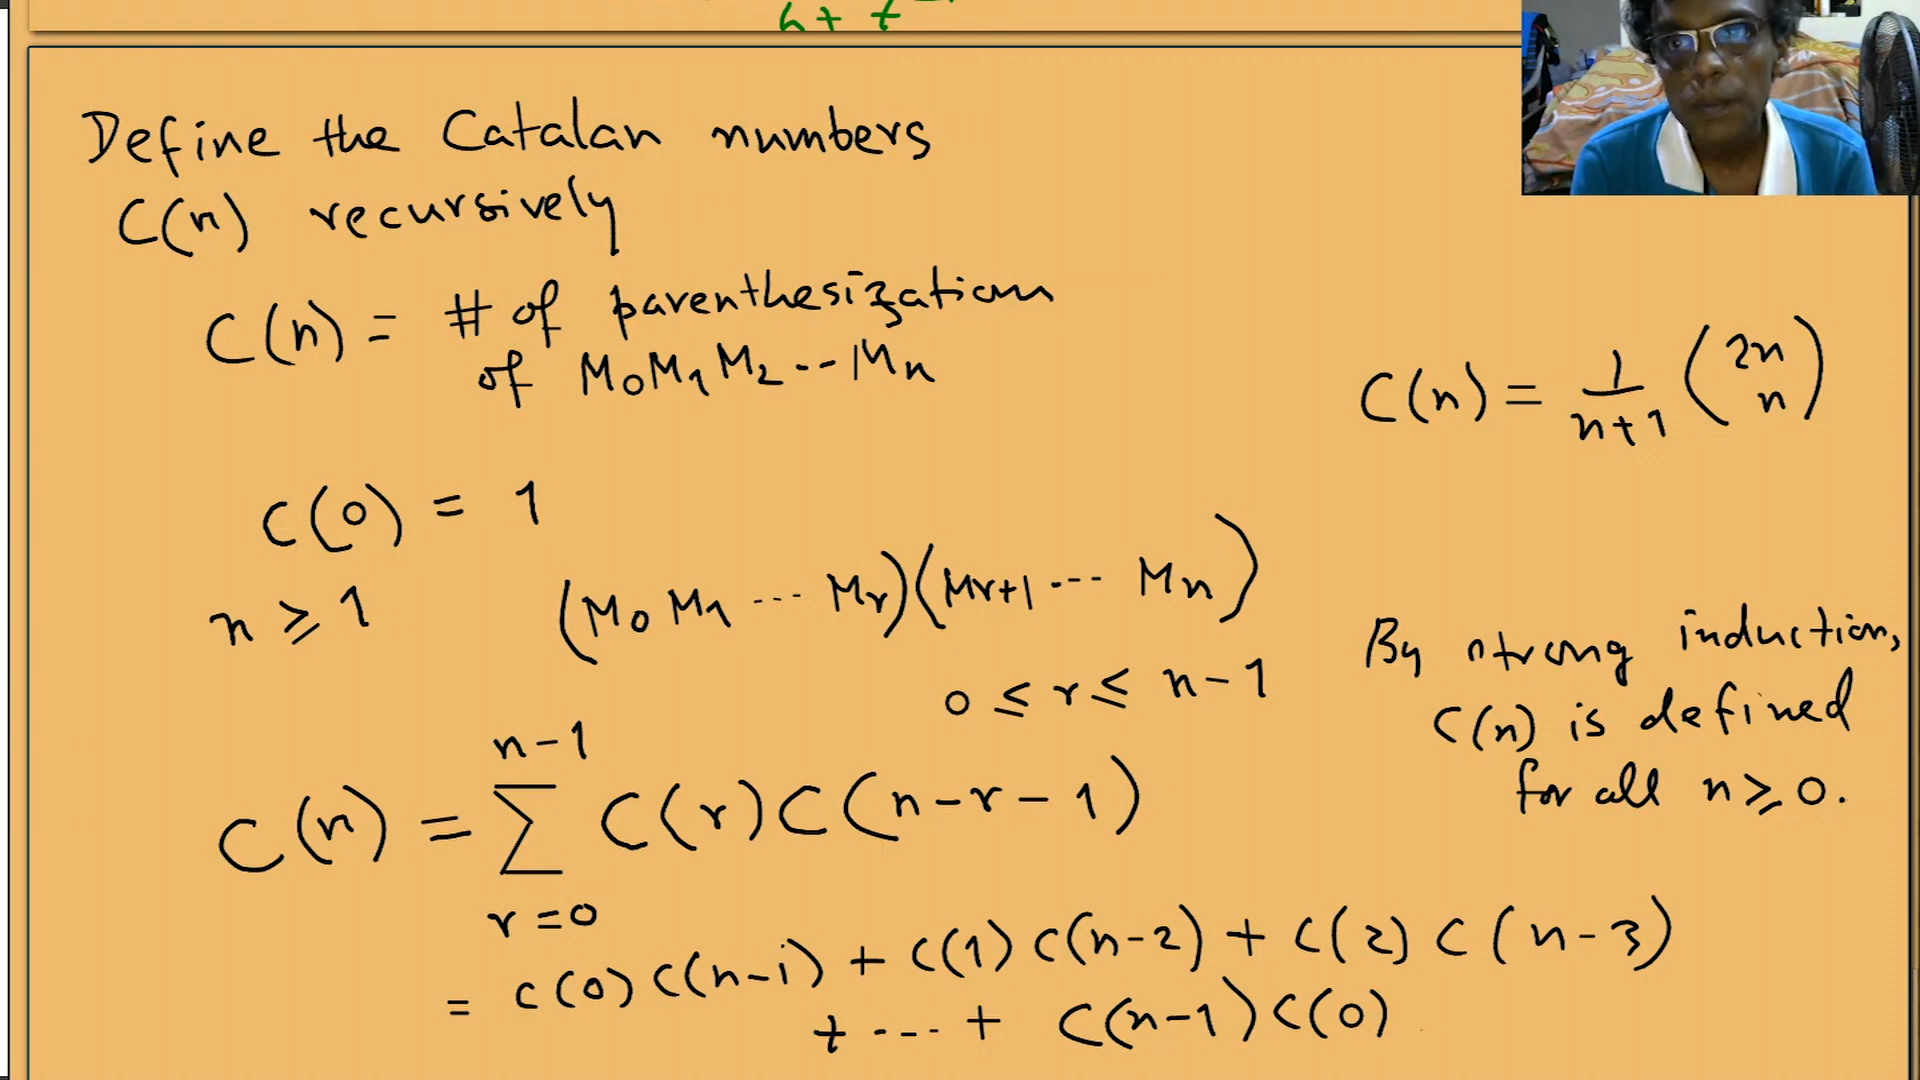 Define the Catalan numbers
C(n) recursively
C(n) = # of parenthesization
of M₀M₁M₂---Mₙ
C(n) = 1/(n+1) (2n n)
C(0) = 1
n ≥ 1 (M₀ M₁ --- Mᵣ)(Mᵣ₊₁ --- Mₙ)
0 ≤ r ≤ n-1
C(n) = ∑_{r=0}^{n-1} C(r) C(n-r-1)
= C(0) C(n-1) + C(1) C(n-2) + C(2) C(n-3)
+ --- + C(n-1) C(0)
By strong induction,
C(n) is defined
for all n ≥ 0.